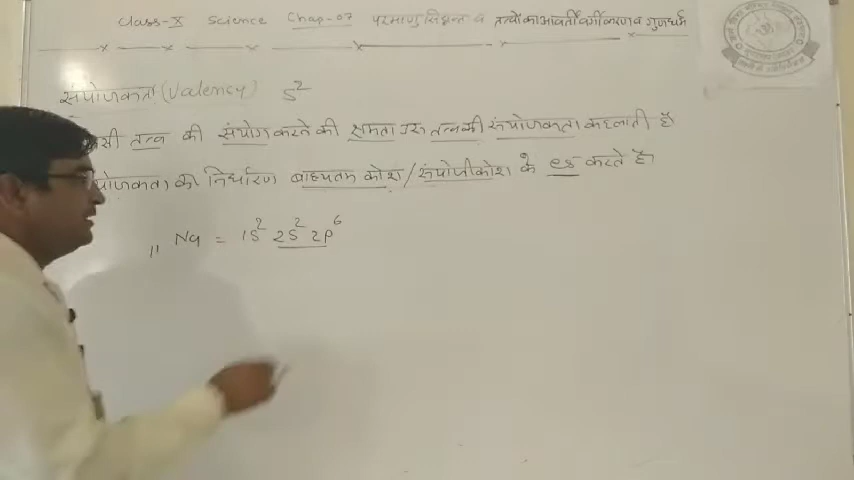 Class-X Science Chap-07 परमाणु सिद्धान्त व तत्वों का आवर्ती वर्गीकरण व गुणधर्म
संयोजकता (Valency) S²
तत्व की संयोग करने की क्षमता उस तत्व की संयोजकता कहलाती है
का निर्धारण बाह्यतम कोश/संयोजी कोश के es करते है।
11 Na = 1S² 2S² 2P⁶